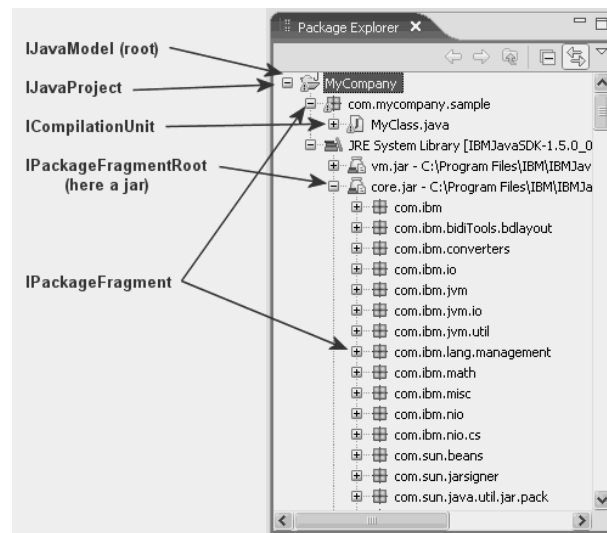 IJavaModel (root)
IJavaProject
ICompilationUnit
IPackageFragmentRoot
(here a jar)
IPackageFragment
Package Explorer
MyCompany
com.mycompany.sample
MyClass.java
JRE System Library [IBMJavaSDK-1.5.0_0
vm.jar - C:\Program Files\IBM\IBMJav
core.jar - C:\Program Files\IBM\IBMJa
com.ibm
com.ibm.bidiTools.bdlayout
com.ibm.converters
com.ibm.io
com.ibm.jvm
com.ibm.jvm.io
com.ibm.jvm.util
com.ibm.lang.management
com.ibm.math
com.ibm.misc
com.ibm.nio
com.ibm.nio.cs
com.sun.beans
com.sun.jarsigner
com.sun.java.util.jar.pack